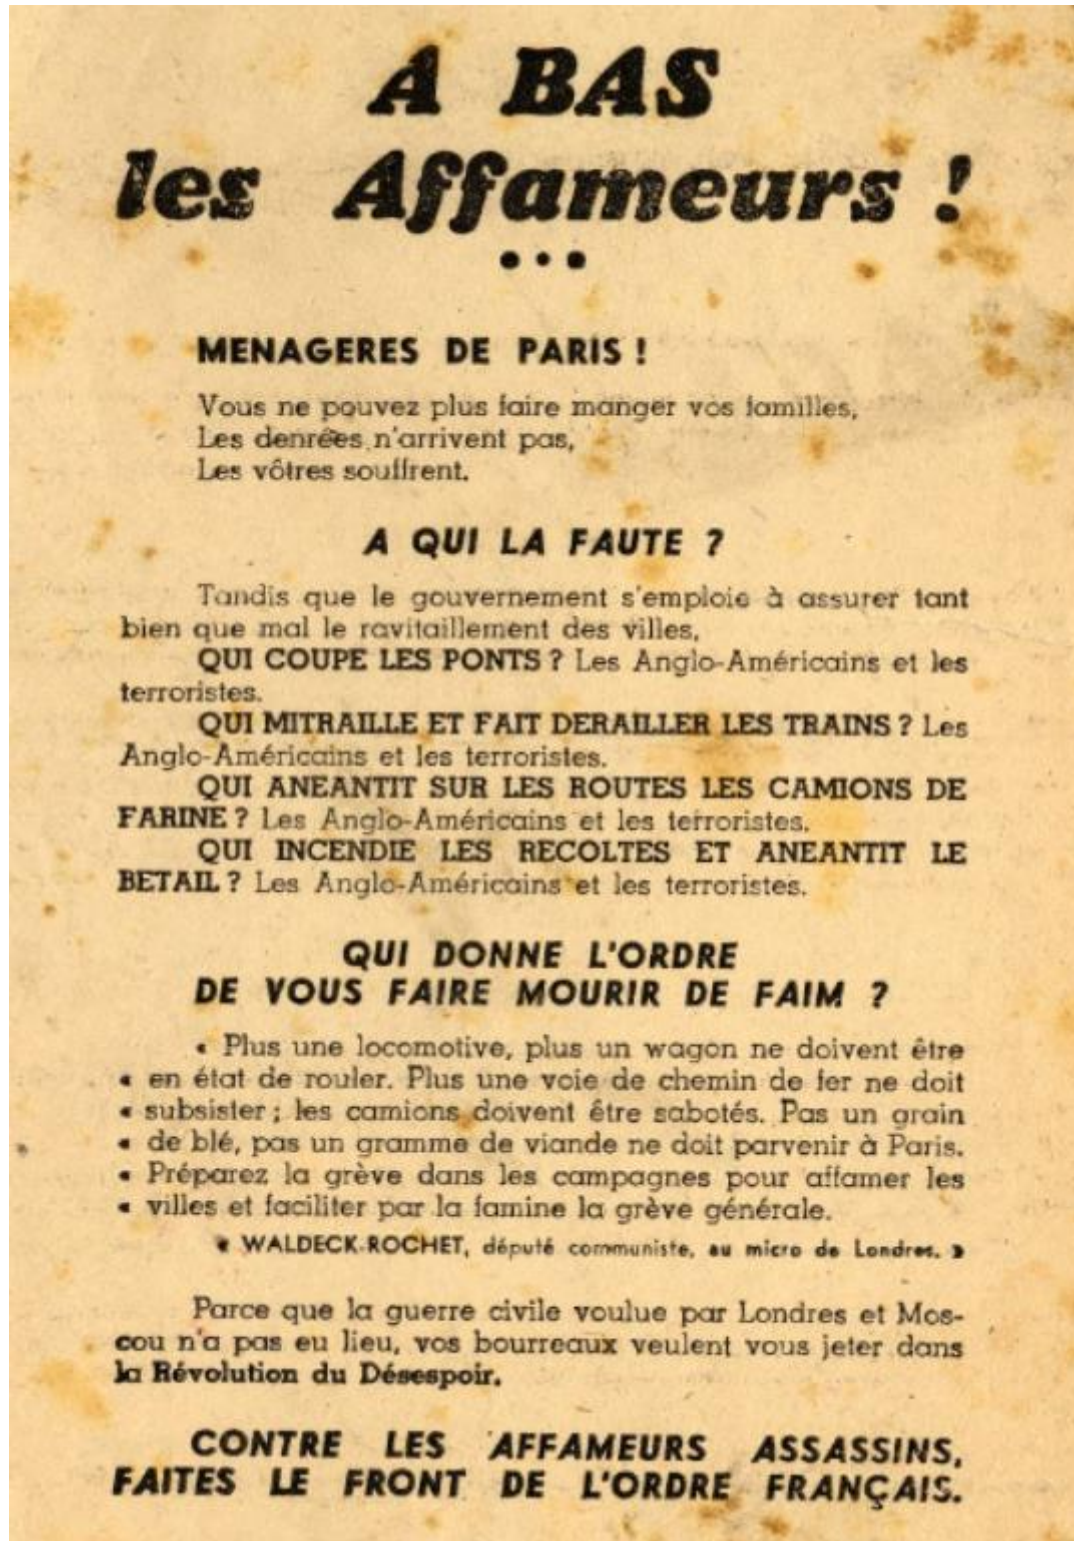 A BAS
les Affameurs !
•••
MENAGERES DE PARIS !
Vous ne pouvez plus faire manger vos familles,
Les denrées n'arrivent pas,
Les vôtres souffrent.
A QUI LA FAUTE ?
Tandis que le gouvernement s'emploie à assurer tant
bien que mal le ravitaillement des villes,
QUI COUPE LES PONTS ? Les Anglo-Américains et les
terroristes.
QUI MITRAILLE ET FAIT DERAILLER LES TRAINS ? Les
Anglo-Américains et les terroristes.
QUI ANEANTIT SUR LES ROUTES LES CAMIONS DE
FARINE ? Les Anglo-Américains et les terroristes.
QUI INCENDIE LES RECOLTES ET ANEANTIT LE
BETAIL ? Les Anglo-Américains et les terroristes.
QUI DONNE L'ORDRE
DE VOUS FAIRE MOURIR DE FAIM ?
« Plus une locomotive, plus un wagon ne doivent être
« en état de rouler. Plus une voie de chemin de fer ne doit
« subsister ; les camions doivent être sabotés. Pas un grain
« de blé, pas un gramme de viande ne doit parvenir à Paris.
« Préparez la grève dans les campagnes pour affamer les
« villes et faciliter par la famine la grève générale.
« WALDECK-ROCHET, député communiste, au micro de Londres. »
Parce que la guerre civile voulue par Londres et Mos-
cou n'a pas eu lieu, vos bourreaux veulent vous jeter dans
la Révolution du Désespoir.
CONTRE LES AFFAMEURS ASSASSINS,
FAITES LE FRONT DE L'ORDRE FRANÇAIS.